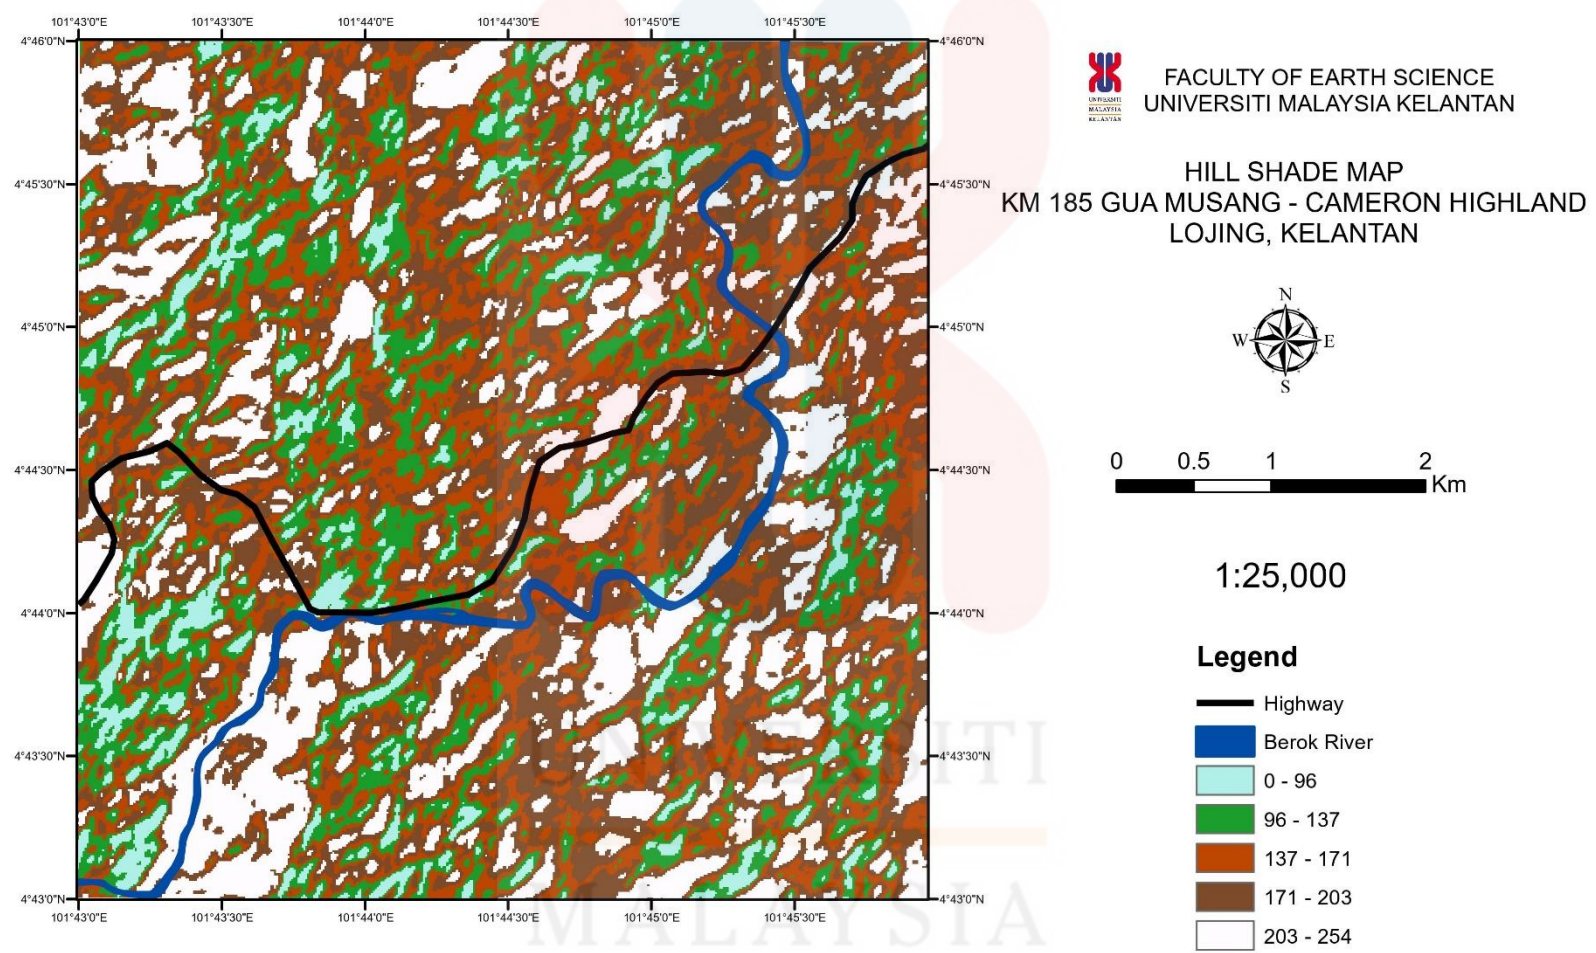 101°43'0"E 101°43'30"E 101°44'0"E 101°44'30"E 101°45'0"E 101°45'30"E
4°46'0"N 4°46'0"N
4°45'30"N 4°45'30"N
4°45'0"N 4°45'0"N
4°44'30"N 4°44'30"N
4°44'0"N 4°44'0"N
4°43'30"N 4°43'30"N
4°43'0"N 4°43'0"N
101°43'0"E 101°43'30"E 101°44'0"E 101°44'30"E 101°45'0"E 101°45'30"E
UNIVERSITI
MALAYSIA
UNIVERSITI
MALAYSIA
KELANTAN
FACULTY OF EARTH SCIENCE
UNIVERSITI MALAYSIA KELANTAN
HILL SHADE MAP
KM 185 GUA MUSANG - CAMERON HIGHLAND
LOJING, KELANTAN
N
W E
S
0 0.5 1 2
Km
1:25,000
Legend
Highway
Berok River
0 - 96
96 - 137
137 - 171
171 - 203
203 - 254